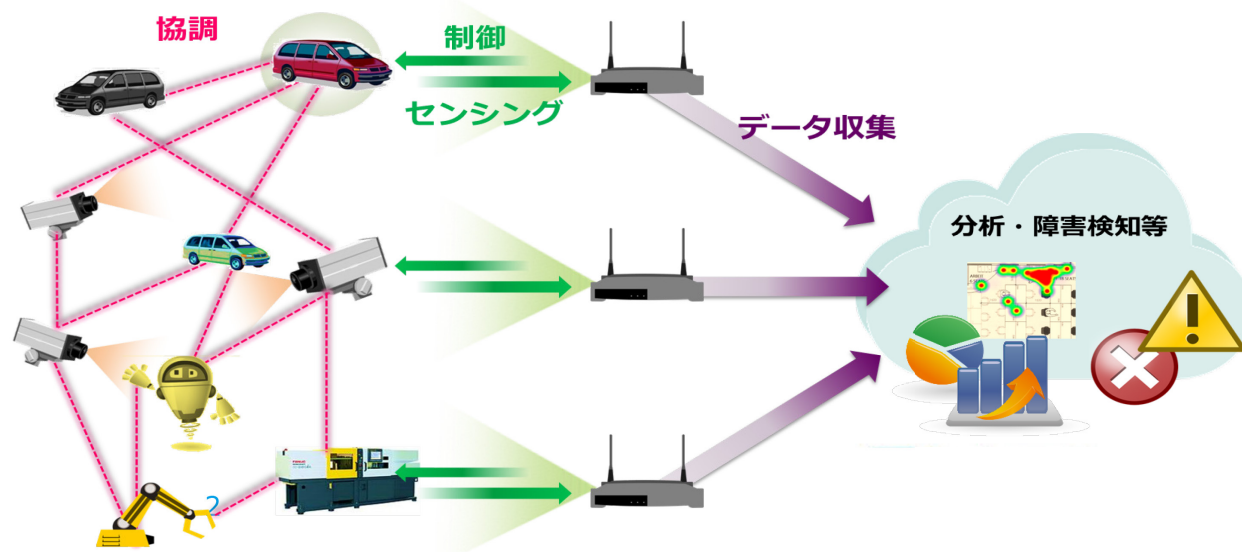 協調
制御
センシング
データ収集
分析・障害検知等